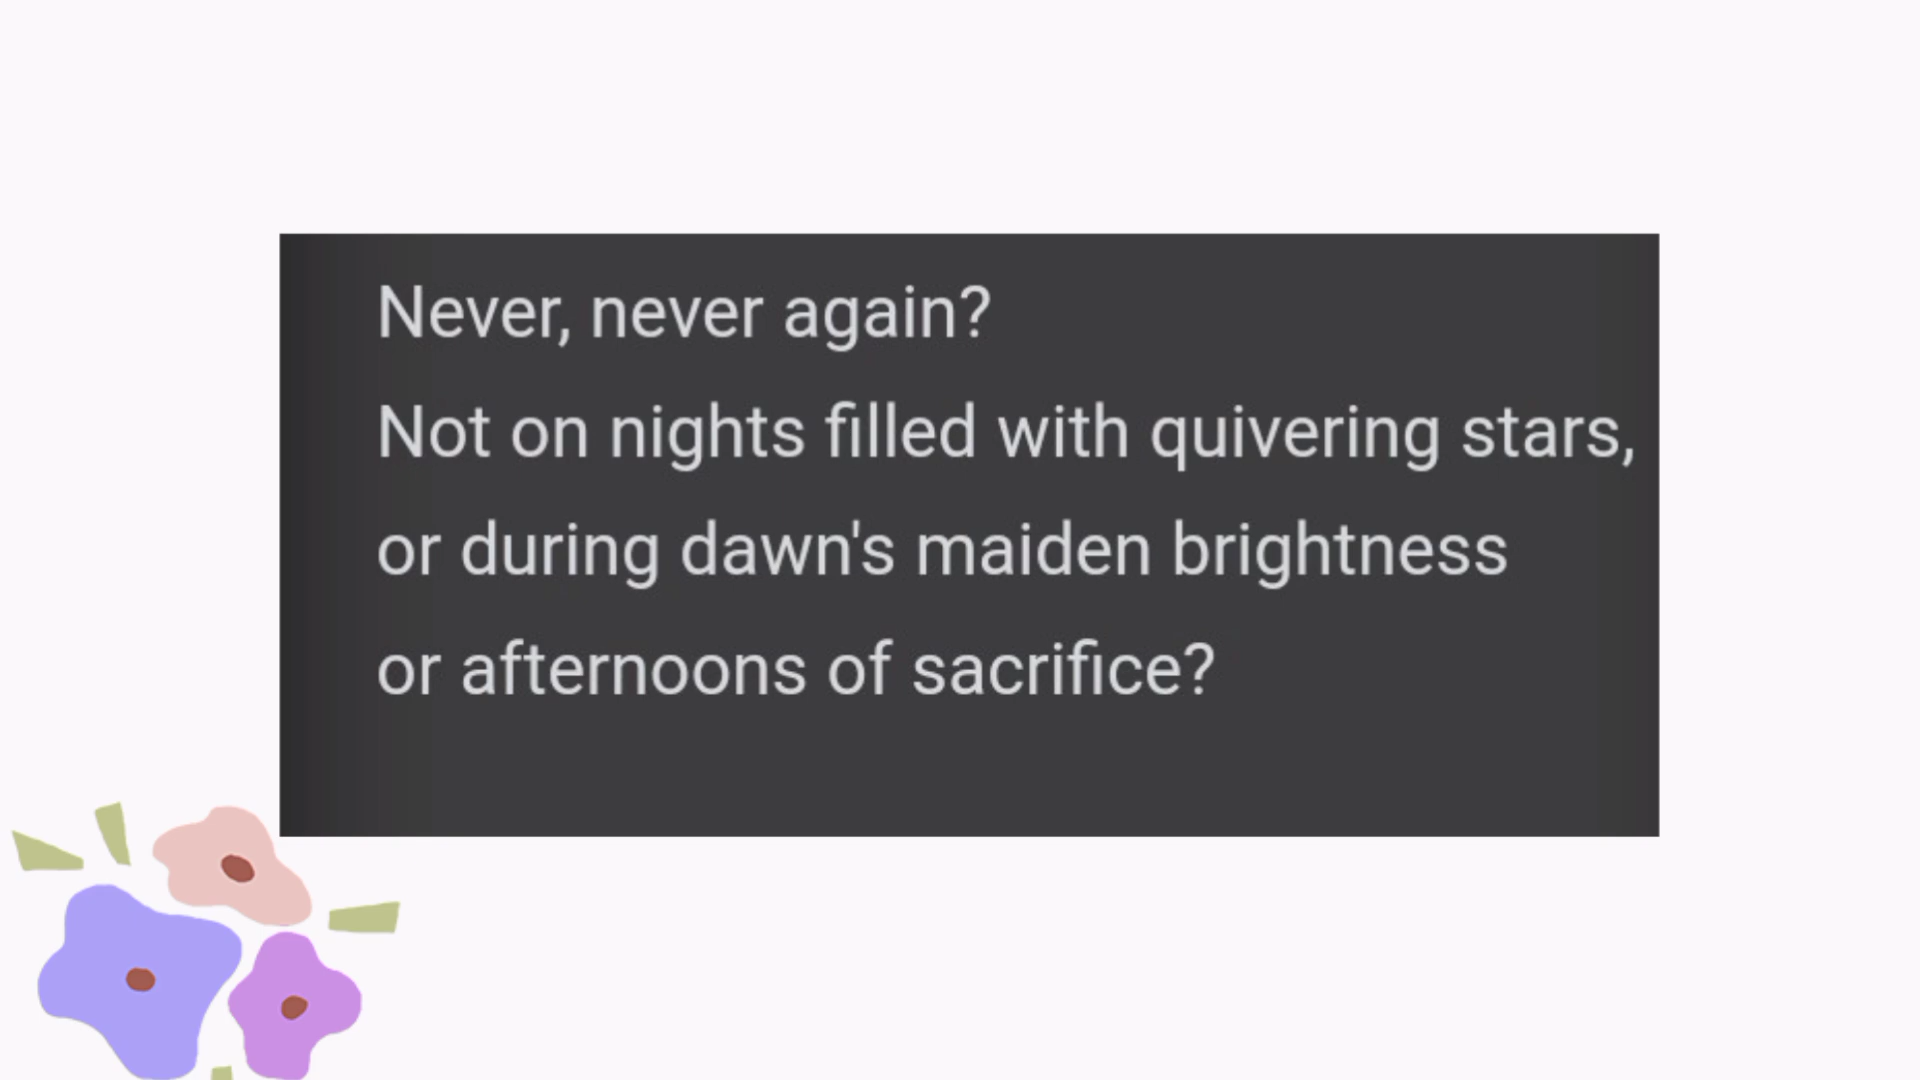 Never, never again?
Not on nights filled with quivering stars,
or during dawn's maiden brightness
or afternoons of sacrifice?